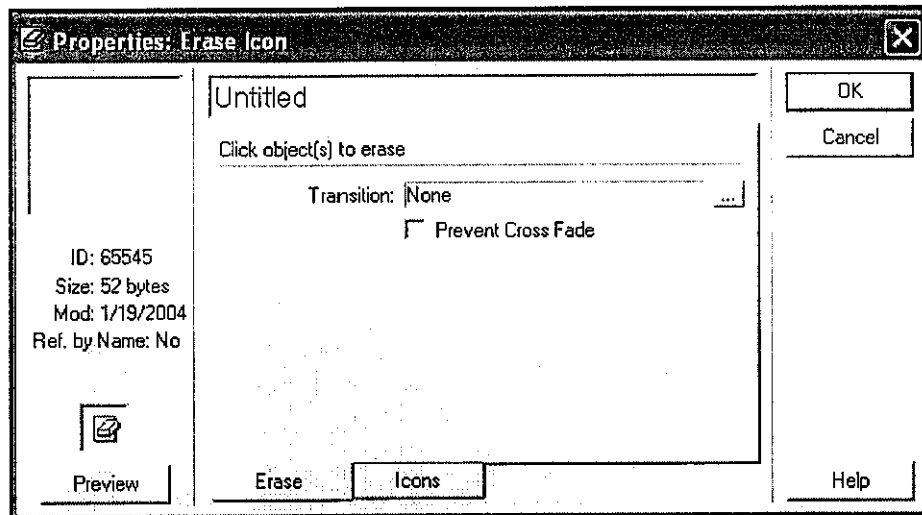 Properties: Erase Icon
Untitled
OK
Cancel
Click object(s) to erase
Transition: None ...
Prevent Cross Fade
ID: 65545
Size: 52 bytes
Mod: 1/19/2004
Ref. by Name: No
Preview
Erase
Icons
Help